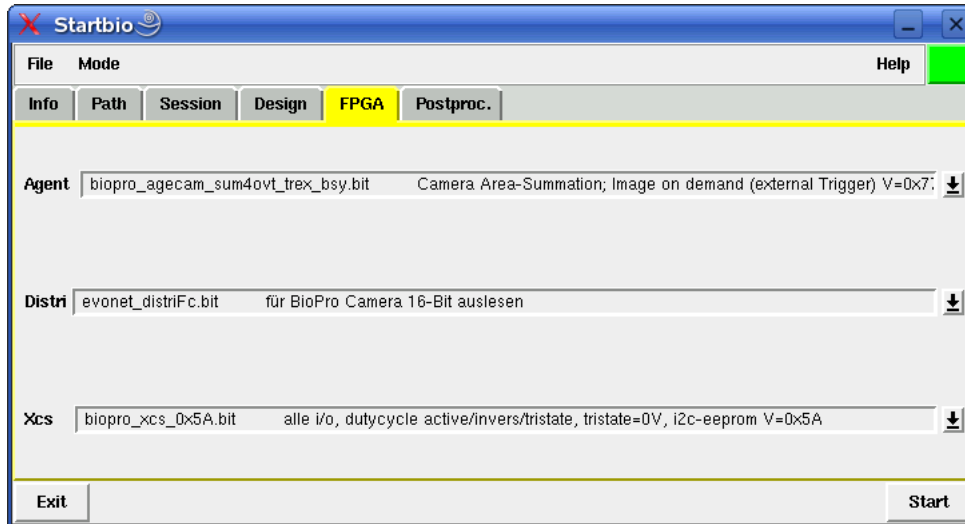 Startbio
File Mode Help
Info Path Session Design FPGA Postproc.
Agent biopro_agecam_sum4ovt_trex_bsy.bit Camera Area-Summation; Image on demand (external Trigger) V=0x77
Distri evonet_distriFc.bit für BioPro Camera 16-Bit auslesen
Xcs biopro_xcs_0x5A.bit alle i/o, dutycycle active/invers/tristate, tristate=0V, i2c-eeprom V=0x5A
Exit Start